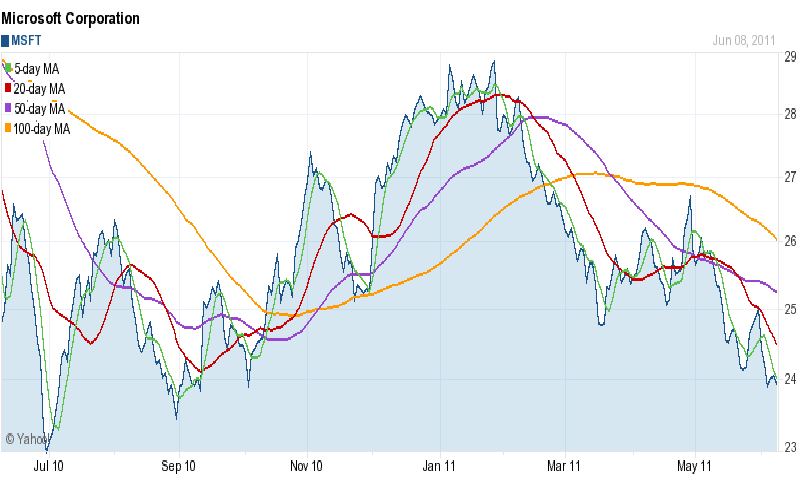 Microsoft Corporation
MSFT
Jun 08, 2011
5-day MA
20-day MA
50-day MA
100-day MA
29
28
27
26
25
24
23
© Yahoo!
Jul 10
Sep 10
Nov 10
Jan 11
Mar 11
May 11